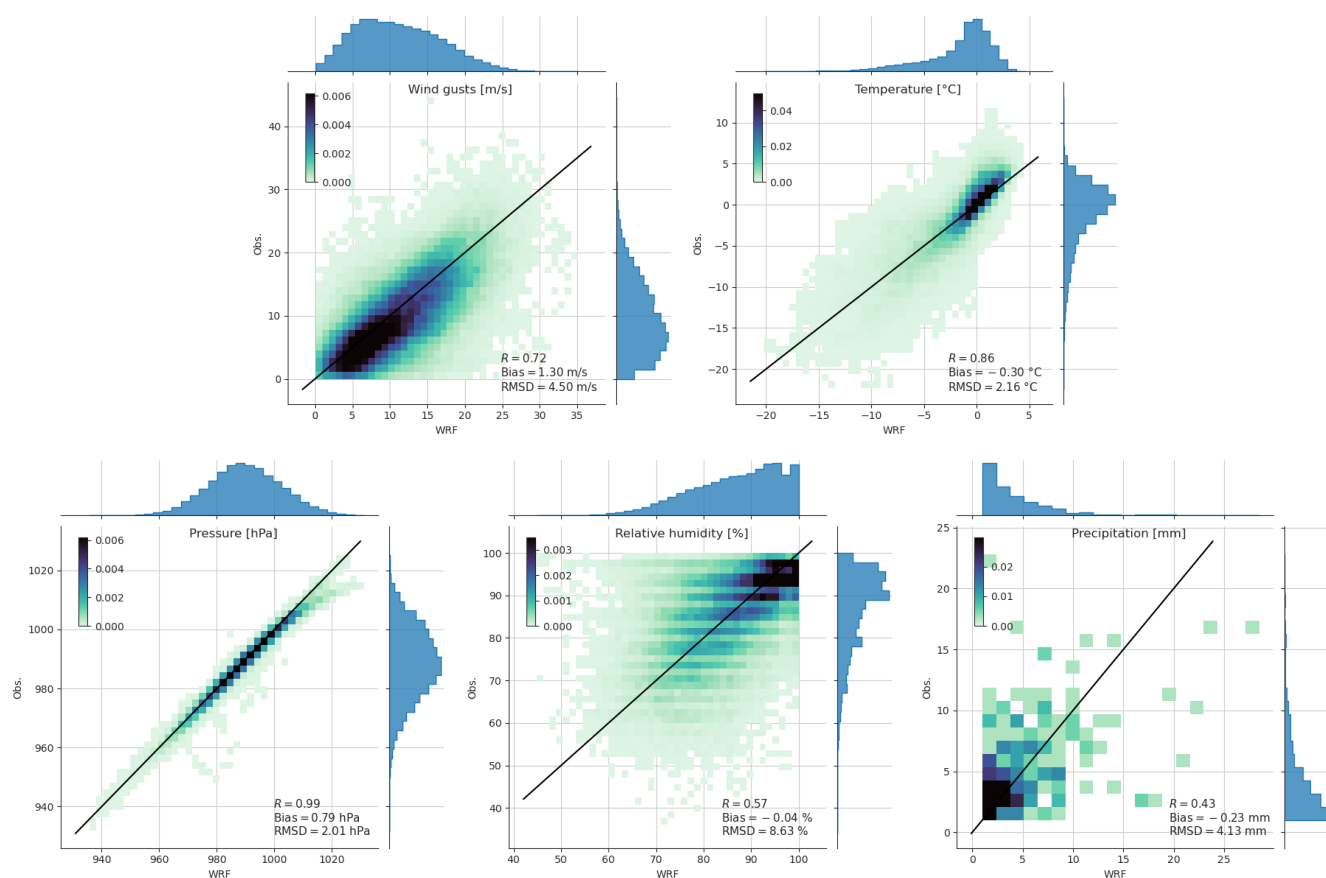 Wind gusts [m/s]
0.006
0.004
0.002
0.000
40
30
20
10
0
Obs.
R = 0.72
Bias = 1.30 m/s
RMSD = 4.50 m/s
0 5 10 15 20 25 30 35
WRF
Temperature [°C]
0.04
0.02
0.00
10
5
0
−5
−10
−15
−20
Obs.
R = 0.86
Bias = − 0.30 °C
RMSD = 2.16 °C
−20 −15 −10 −5 0 5
WRF
Pressure [hPa]
0.006
0.004
0.002
0.000
1020
1000
980
960
940
Obs.
R = 0.99
Bias = 0.79 hPa
RMSD = 2.01 hPa
940 960 980 1000 1020
WRF
Relative humidity [%]
0.003
0.002
0.001
0.000
100
90
80
70
60
50
40
Obs.
R = 0.57
Bias = − 0.04 %
RMSD = 8.63 %
40 50 60 70 80 90 100
WRF
Precipitation [mm]
0.02
0.01
0.00
25
20
15
10
5
0
Obs.
R = 0.43
Bias = − 0.23 mm
RMSD = 4.13 mm
0 5 10 15 20 25
WRF